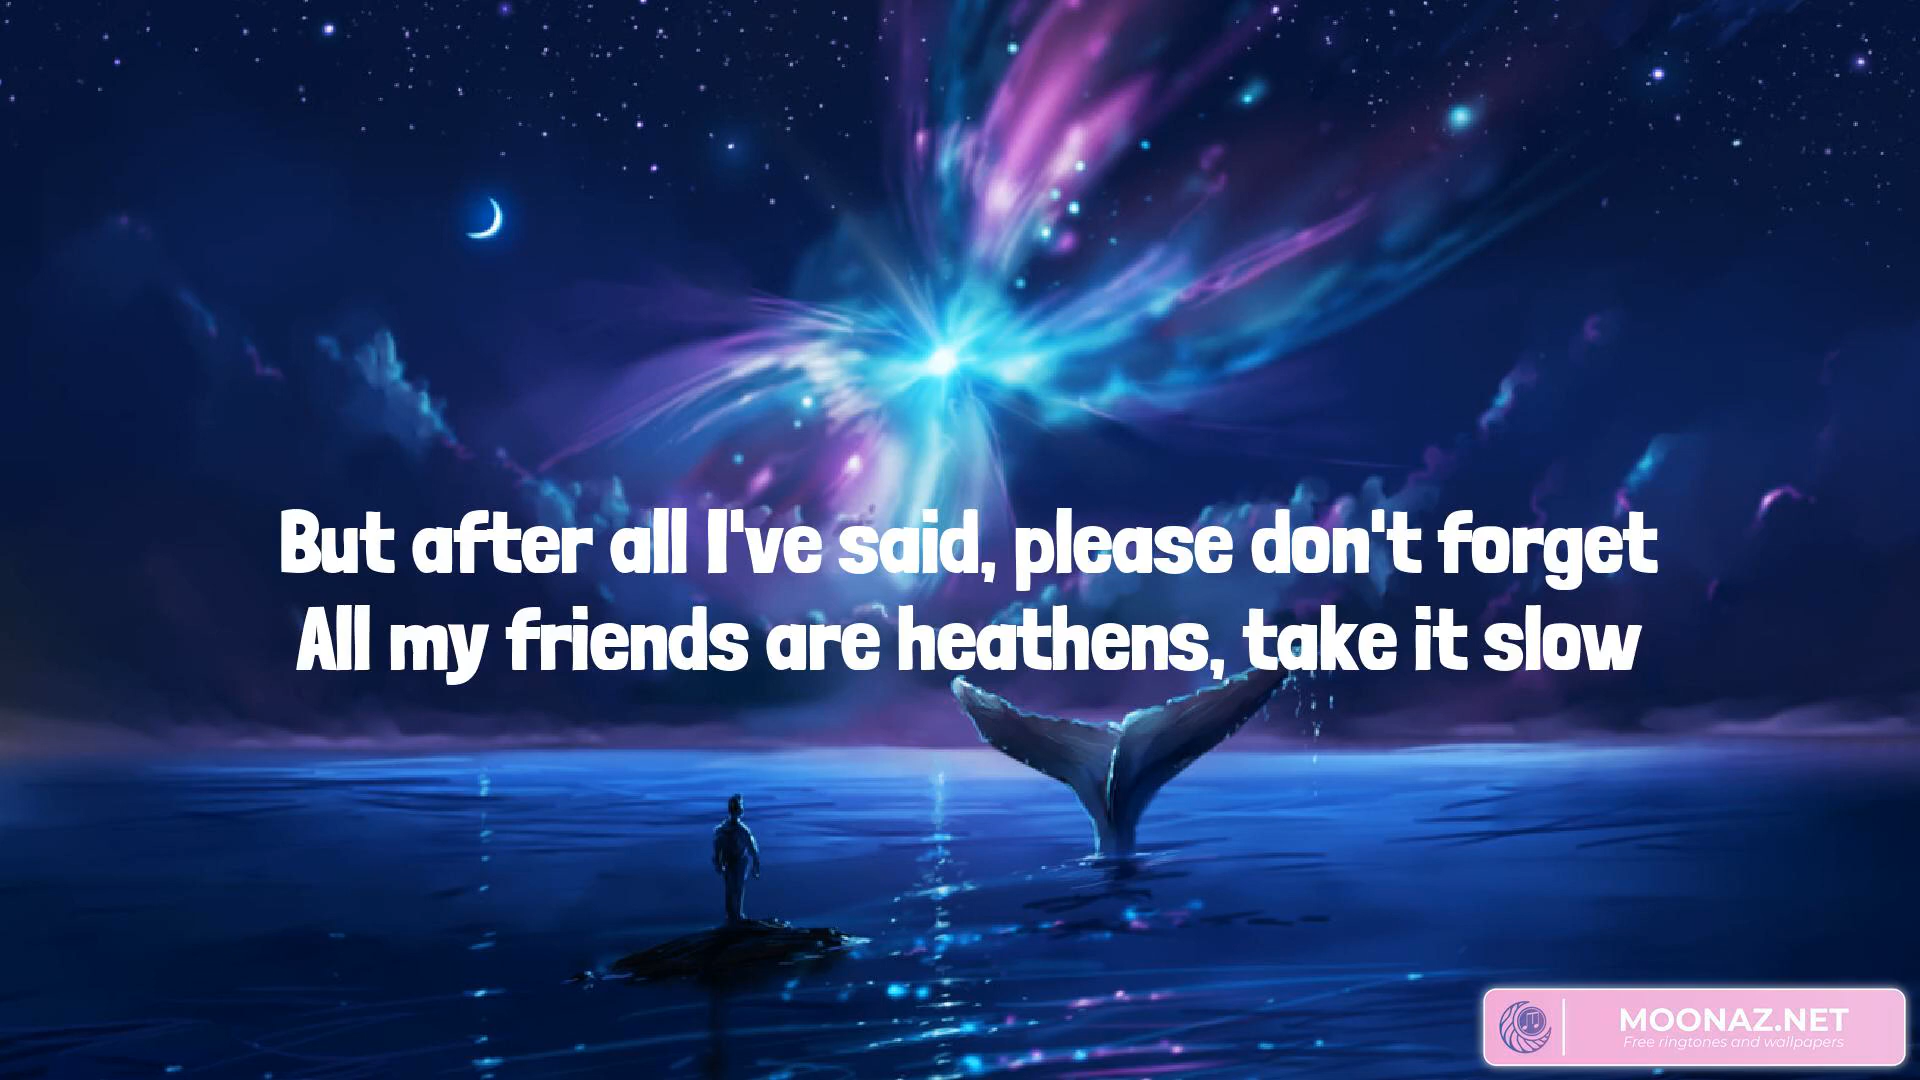 But after all I've said, please don't forget
All my friends are heathens, take it slow
MOONAZ.NET
Free ringtones and wallpapers